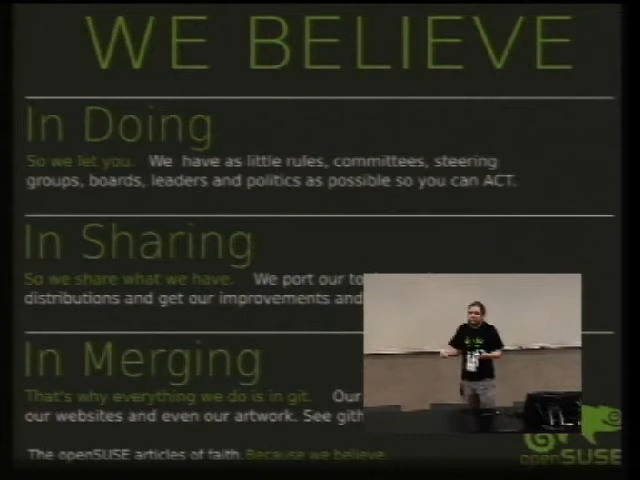 WE BELIEVE
In Doing
So we let you. We have as little rules, committees, steering
groups, boards, leaders and politics as possible so you can ACT.
In Sharing
So we share what we have. We port our
distributions and get our improvements and
In Merging
That's why everything we do is in git. Our
our websites and even our artwork. See
The openSUSE articles of faith. Because we believe.
openSUSE